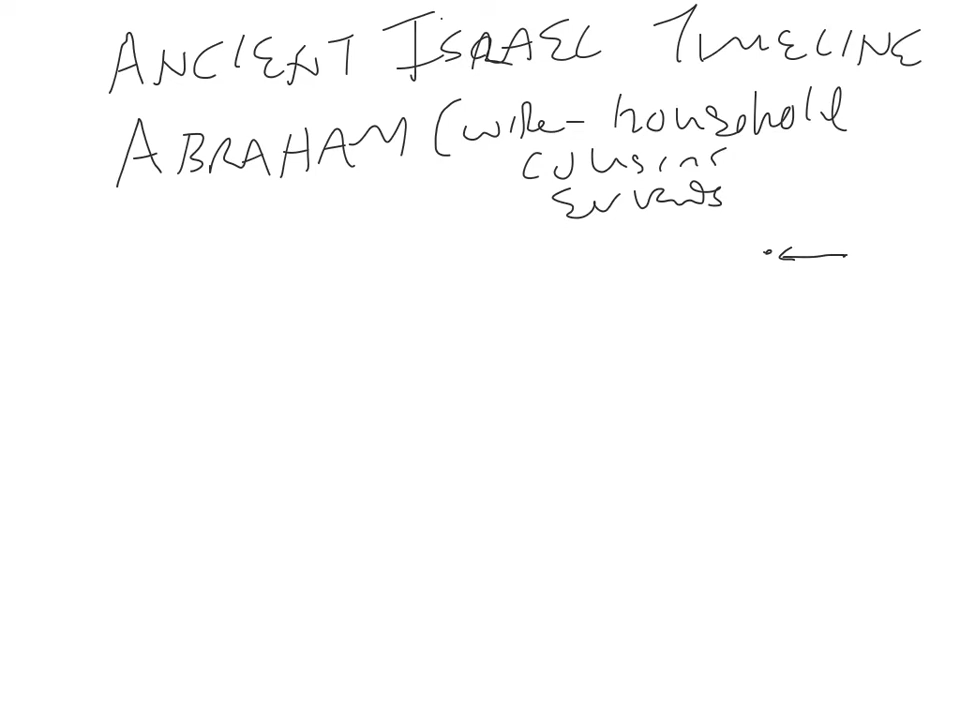 ANCIENT ISRAEL TIMELINE
ABRAHAM (wife - household
cousins
servants